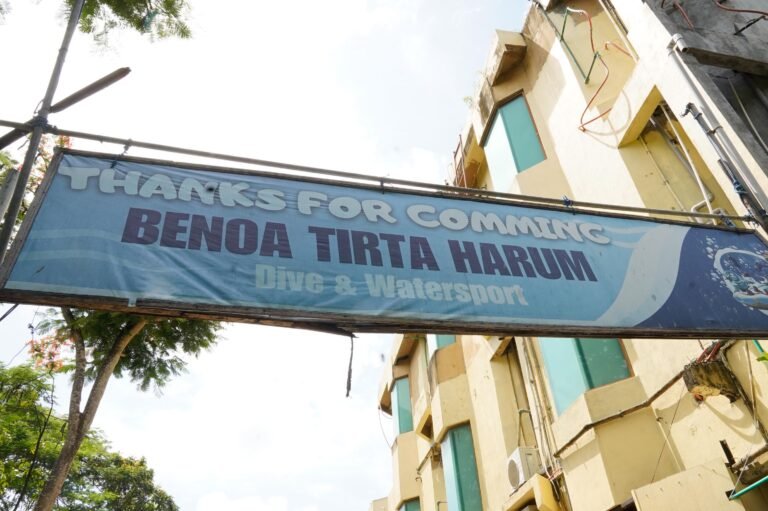 THANKS FOR COMMING
BENOA TIRTA HARUM
Dive & Watersport